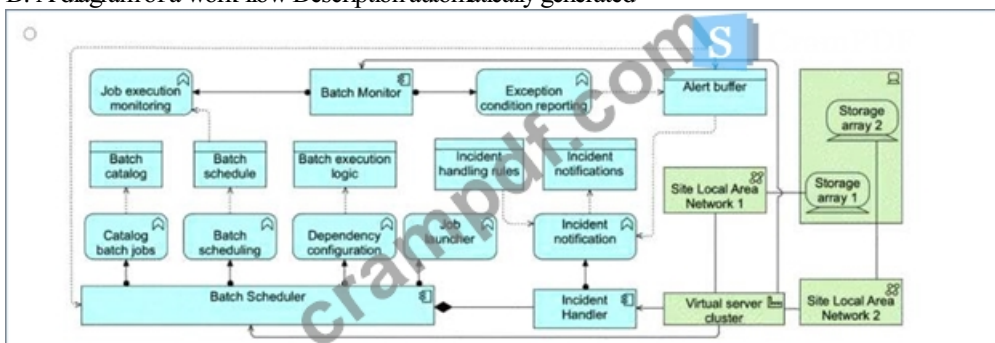 B. A diagram of a work flow Description automatically generated
S
Job execution
monitoring
Batch Monitor
Exception
condition reporting
Alert buffer
Storage
array 2
Batch
catalog
Batch
schedule
Batch execution
logic
Incident
handling rules
Incident
notifications
Site Local Area
Network 1
Storage
array 1
Catalog
batch jobs
Batch
scheduling
Dependency
configuration
Job
launcher
Incident
notification
Batch Scheduler
Incident
Handler
Virtual server
cluster
Site Local Area
Network 2
crampdf.com